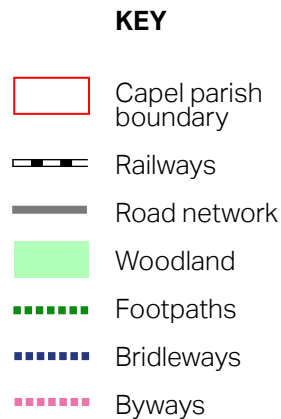 KEY
Capel parish
boundary
Railways
Road network
Woodland
Footpaths
Bridleways
Byways